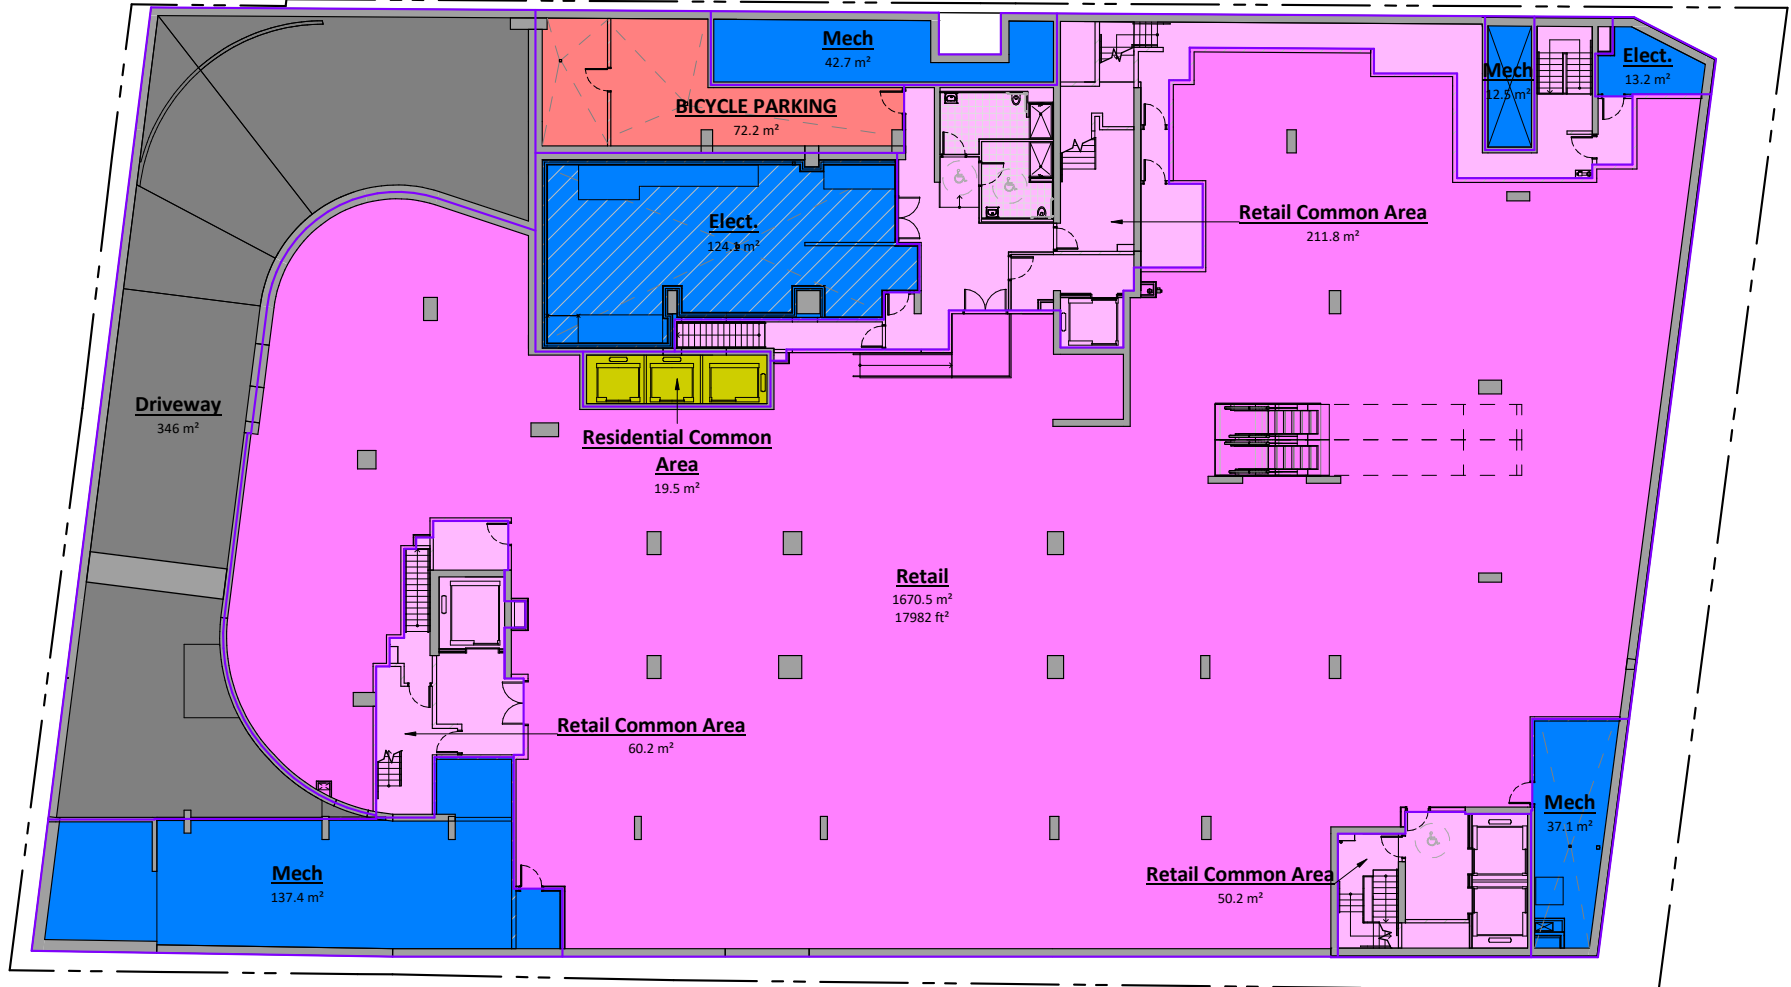 Mech
42.7 m²
Mech
12.5 m²
Elect.
13.2 m²
BICYCLE PARKING
72.2 m²
Elect.
124.1 m²
Retail Common Area
211.8 m²
Driveway
346 m²
Residential Common
Area
19.5 m²
Retail
1670.5 m²
17982 ft²
Retail Common Area
60.2 m²
Mech
37.1 m²
Mech
137.4 m²
Retail Common Area
50.2 m²